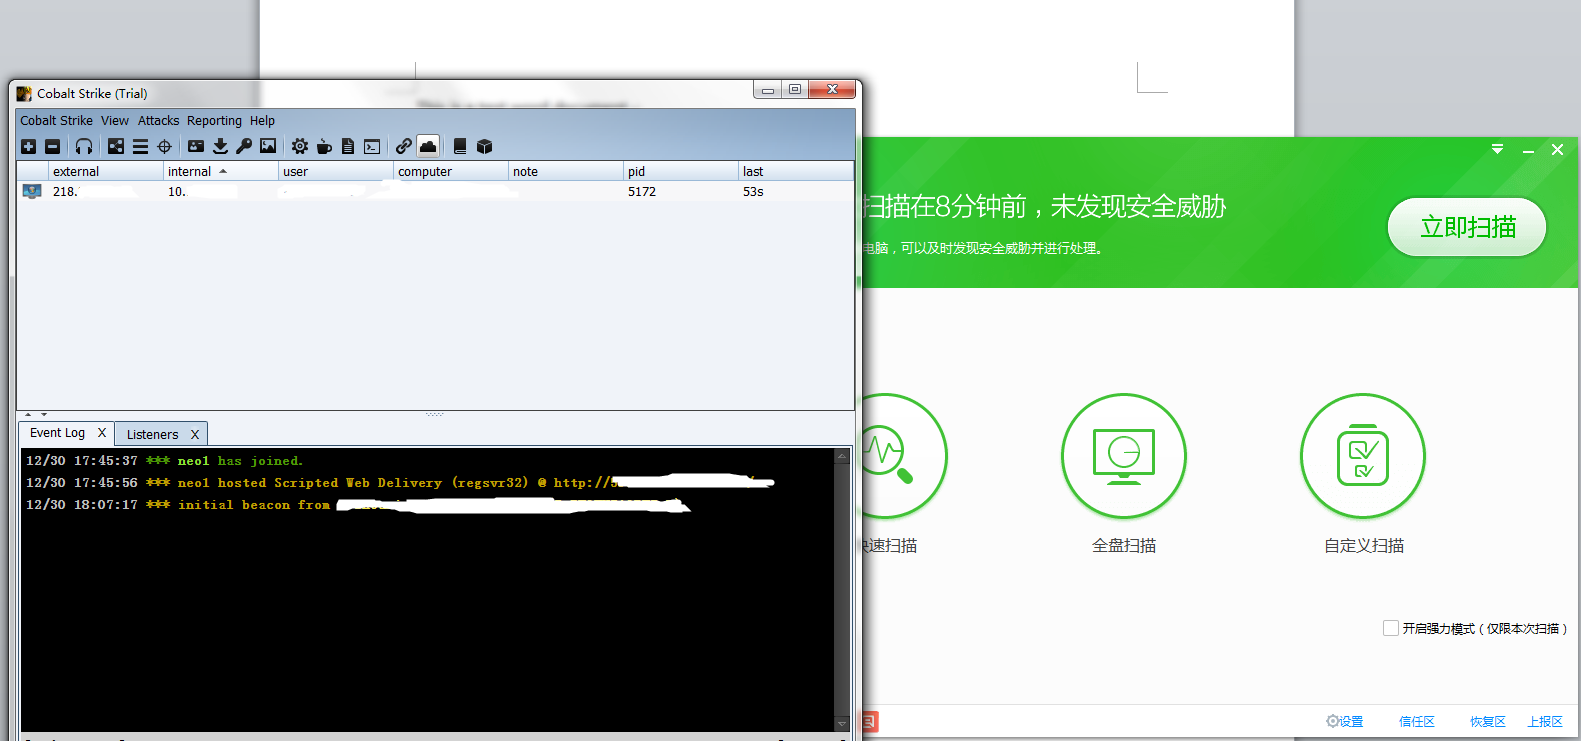 Cobalt Strike (Trial)
Cobalt Strike View Attacks Reporting Help
external internal user computer note pid last
218. 10. 5172 53s
Event Log X Listeners X
12/30 17:45:37 *** neo1 has joined.
12/30 17:45:56 *** neo1 hosted Scripted Web Delivery (regsvr32) @ http://
12/30 18:07:17 *** initial beacon from
扫描在8分钟前，未发现安全威胁
电脑，可以及时发现安全威胁并进行处理。
立即扫描
速扫描
全盘扫描
自定义扫描
开启强力模式（仅限本次扫描）
设置 信任区 恢复区 上报区